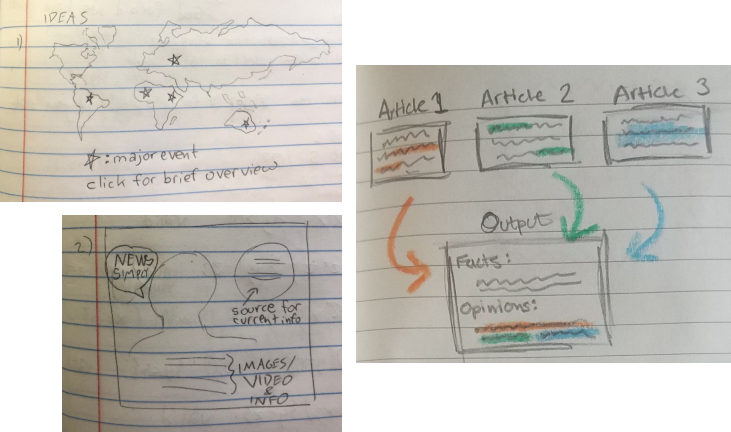 IDEAS
1)
☆: major event
click for brief overview
2)
NEWS
source for
current info
IMAGES/
VIDEO
&
INFO
Article 1
Article 2
Article 3
Output
Facts:
Opinions: